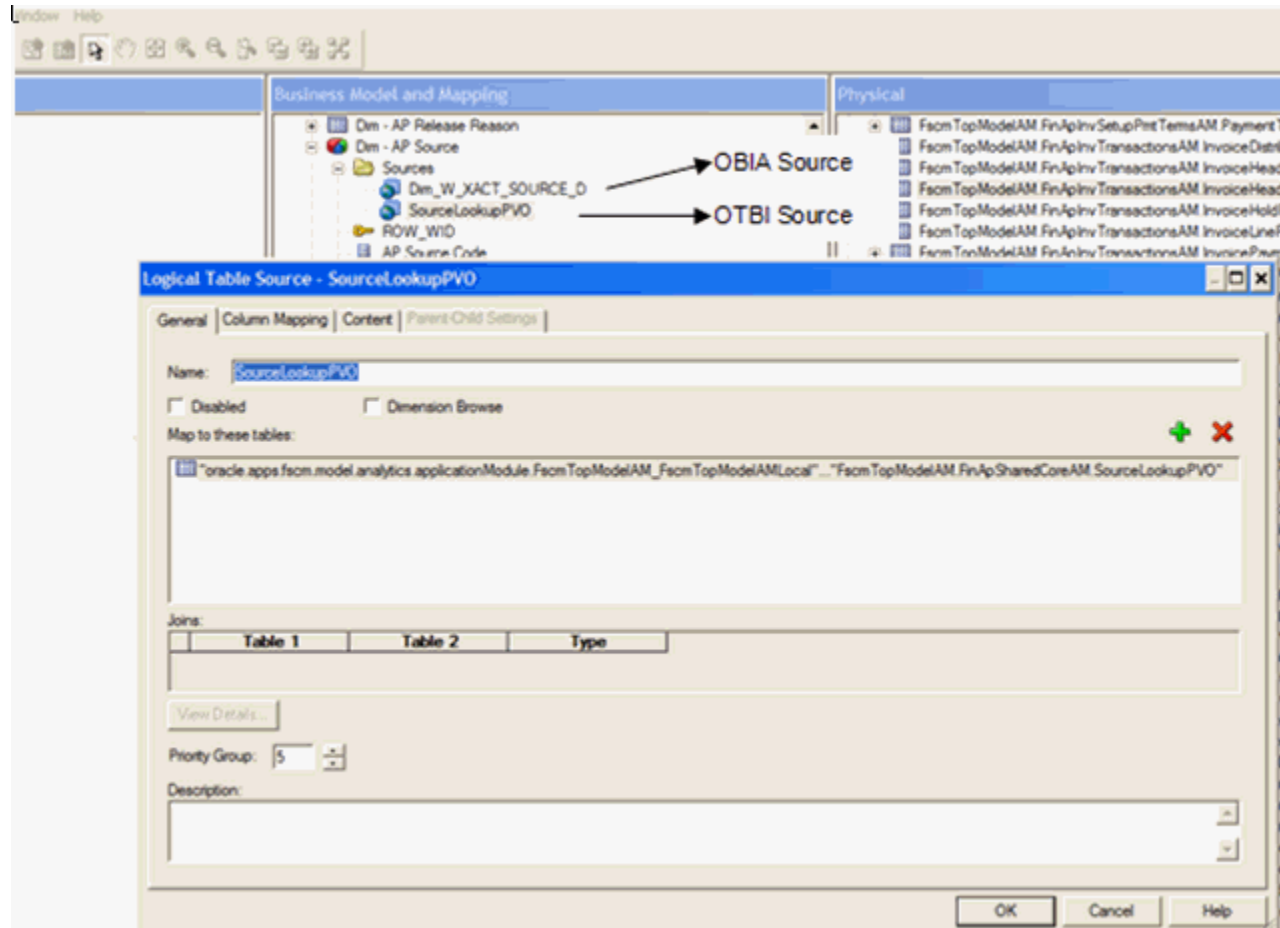 indow Help
Business Model and Mapping
Physical
Dim - AP Release Reason
Dim - AP Source
Sources
Dim_W_XACT_SOURCE_D
SourceLookupPVO
ROW_WID
AP Source Code
OBIA Source
OTBI Source
FscmTopModelAM.FinApInvSetupPmtTermsAM.Payment
FscmTopModelAM.FinApInvTransactionsAM.InvoiceDistri
FscmTopModelAM.FinApInvTransactionsAM.InvoiceHead
FscmTopModelAM.FinApInvTransactionsAM.InvoiceHead
FscmTopModelAM.FinApInvTransactionsAM.InvoiceHold
FscmTopModelAM.FinApInvTransactionsAM.InvoiceLine
FscmTopModelAM.FinApInvTransactionsAM.InvoicePaym
Logical Table Source - SourceLookupPVO
General Column Mapping Content Parent-Child Settings
Name: SourceLookupPVO
Disabled Dimension Browse
Map to these tables:
"oracle.apps.fscm.model.analytics.applicationModule.FscmTopModelAM_FscmTopModelAMLocal"..."FscmTopModelAM.FinApSharedCoreAM.SourceLookupPVO"
Joins:
Table 1 Table 2 Type
View Details...
Priority Group: 5
Description:
OK Cancel Help